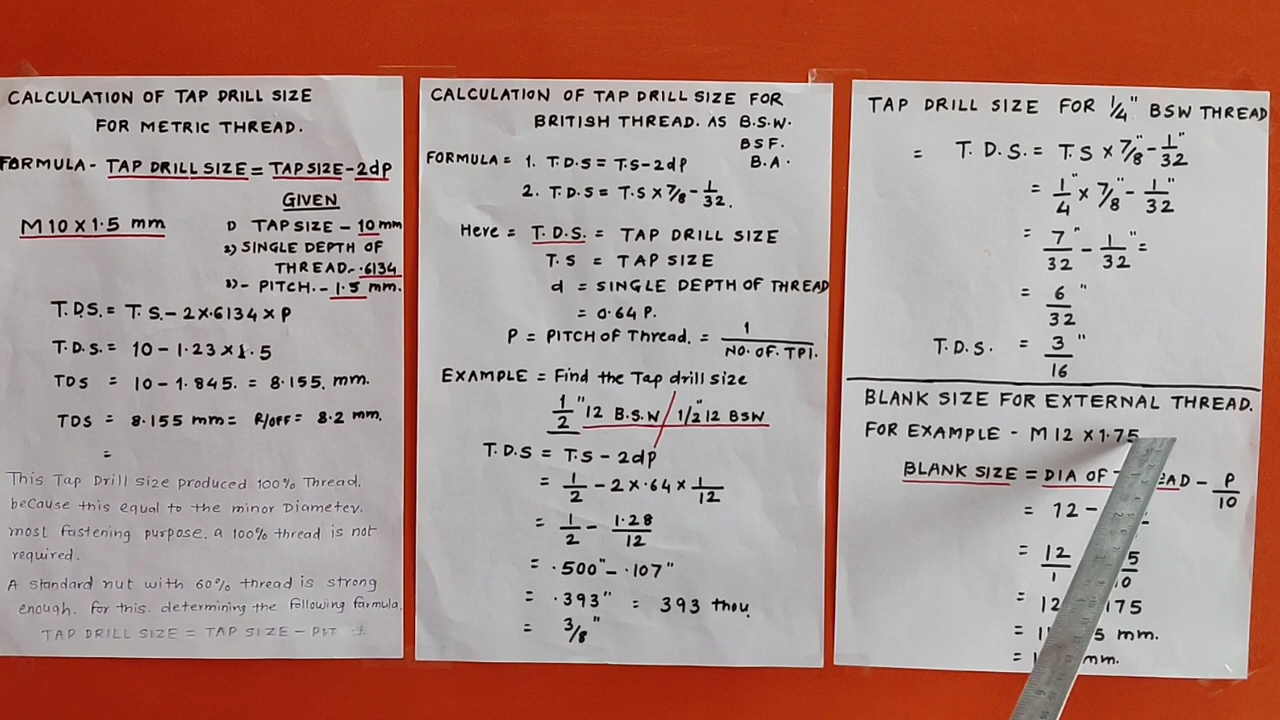 CALCULATION OF TAP DRILL SIZE
FOR METRIC THREAD.
FORMULA - TAP DRILL SIZE = TAP SIZE - 2dP
GIVEN
M10 X 1.5 mm
1) TAP SIZE - 10 mm
2) SINGLE DEPTH OF
THREAD - .6134
3) - PITCH. - 1.5 mm.
T.D.S. = T.S. - 2X.6134 X P
T.D.S. = 10 - 1.23 X 1.5
TDS = 10 - 1.845. = 8.155. mm.
TDS = 8.155 mm = R/OFF = 8.2 mm.
=
This Tap Drill size produced 100% Thread.
because this equal to the minor Diameter.
most fastening purpose. a 100% thread is not
required.
A standard nut with 60% thread is strong
enough. for this. determining the following farmula.
TAP DRILL SIZE = TAP SIZE -
CALCULATION OF TAP DRILL SIZE FOR
BRITISH THREAD. AS B.S.W.
BSF.
B.A.
FORMULA = 1. T.D.S = T.S - 2dP
2. T.D.S = T.S X 7/8 - 1/32.
Here = T.D.S. = TAP DRILL SIZE
T.S = TAP SIZE
d = SINGLE DEPTH OF THREAD
= 0.64 P.
P = PITCH OF Thread. = 1/NO. OF. TPI.
EXAMPLE = Find the Tap drill size
1/2" 12 B.S.W / 1/2" 12 BSW
T.D.S = T.S - 2dP
= 1/2 - 2 X .64 X 1/12
= 1/2 - 1.28/12
= .500" - .107"
= .393" = 393 thou
= 3/8"
TAP DRILL SIZE FOR 1/4" BSW THREAD
= T.D.S. = T.S X 7/8" - 1/32"
= 1/4" X 7/8" - 1/32"
= 7/32" - 1/32" =
= 6/32"
T.D.S. = 3/16"
BLANK SIZE FOR EXTERNAL THREAD.
FOR EXAMPLE - M12 X 1.75
BLANK SIZE = DIA OF - P/10
= 12 -
= 12/1
=
= mm.
= mm.